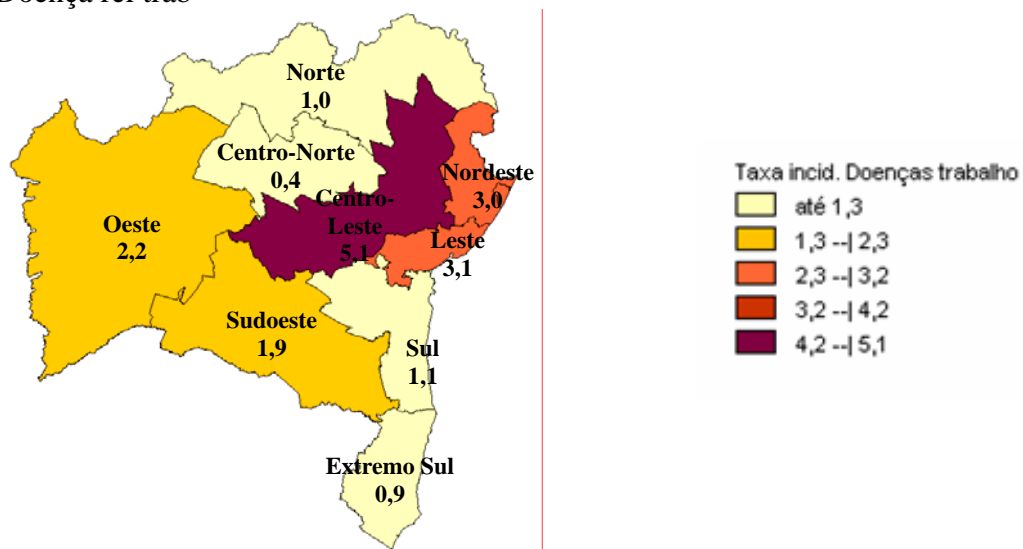 Norte
1,0
Centro-Norte
0,4
Nordeste
3,0
Centro-
Leste
5,1
Oeste
2,2
Leste
3,1
Sudoeste
1,9
Sul
1,1
Extremo Sul
0,9
Taxa incid. Doenças trabalho
até 1,3
1,3 --| 2,3
2,3 --| 3,2
3,2 --| 4,2
4,2 --| 5,1